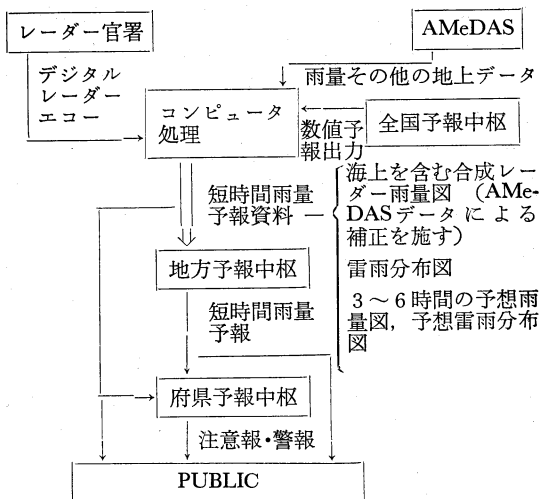 レーダー官署
AMeDAS
デジタル
レーダー
エコー
雨量その他の地上データ
コンピュータ
処理
数値予
報出力
全国予報中枢
短時間雨量
予報資料
海上を含む合成レー
ダー雨量図（AMe-
DASデータによる
補正を施す）
雷雨分布図
3～6時間の予想雨
量図，予想雷雨分布
図
地方予報中枢
短時間雨量
予報
府県予報中枢
注意報・警報
PUBLIC